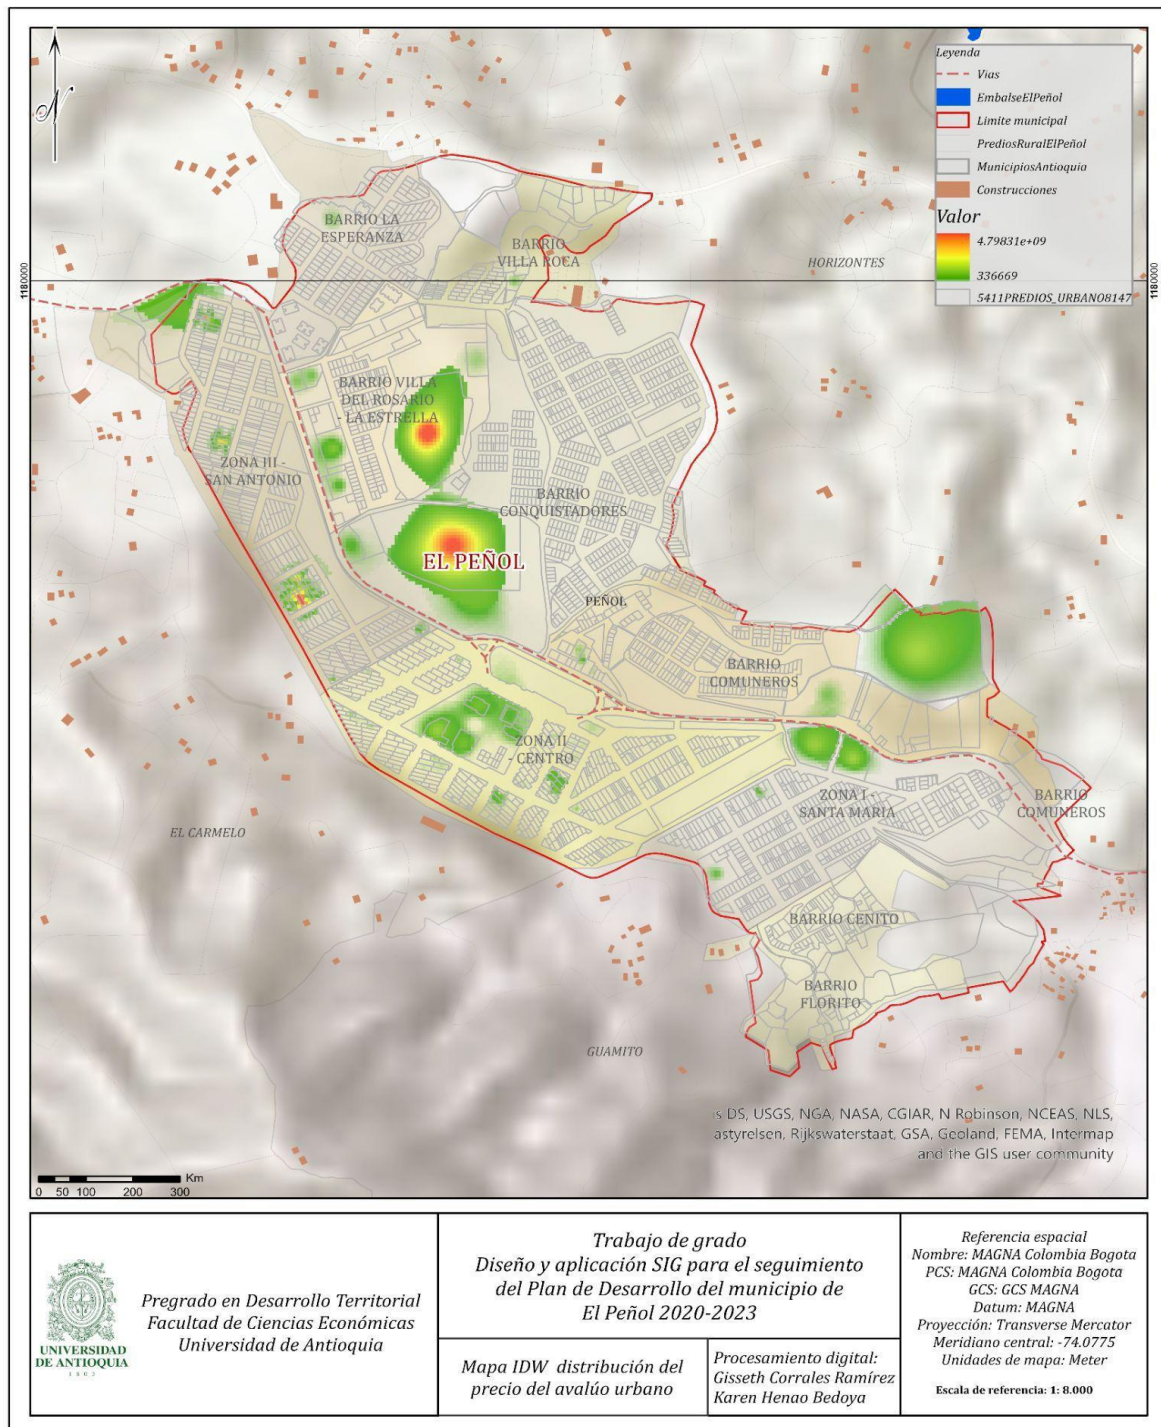 N
Leyenda
Vias
EmbalseElPeñol
Limite municipal
PrediosRuralElPeñol
MunicipiosAntioquia
Construcciones
Valor
4.79831e+09
336669
5411PREDIOS_URBANO8147
1180000
1180000
BARRIO LA
ESPERANZA
BARRIO
VILLA ROCA
HORIZONTES
BARRIO VILLA
DEL ROSARIO
- LA ESTRELLA
ZONA III -
SAN ANTONIO
BARRIO
CONQUISTADORES
EL PEÑOL
PEÑOL
BARRIO
COMUNEROS
ZONA II
- CENTRO
ZONA I -
SANTA MARIA
BARRIO
COMUNEROS
EL CARMELO
BARRIO CENITO
BARRIO
FLORITO
GUAMITO
s DS, USGS, NGA, NASA, CGIAR, N Robinson, NCEAS, NLS,
astyrelsen, Rijkswaterstaat, GSA, Geoland, FEMA, Intermap
and the GIS user community
Km
0 50 100 200 300
UNIVERSIDAD
DE ANTIOQUIA
1803
Pregrado en Desarrollo Territorial
Facultad de Ciencias Económicas
Universidad de Antioquia
Trabajo de grado
Diseño y aplicación SIG para el seguimiento
del Plan de Desarrollo del municipio de
El Peñol 2020-2023
Mapa IDW distribución del
precio del avalúo urbano
Procesamiento digital:
Gisseth Corrales Ramírez
Karen Henao Bedoya
Referencia espacial
Nombre: MAGNA Colombia Bogota
PCS: MAGNA Colombia Bogota
GCS: GCS MAGNA
Datum: MAGNA
Proyección: Transverse Mercator
Meridiano central: -74.0775
Unidades de mapa: Meter
Escala de referencia: 1: 8.000